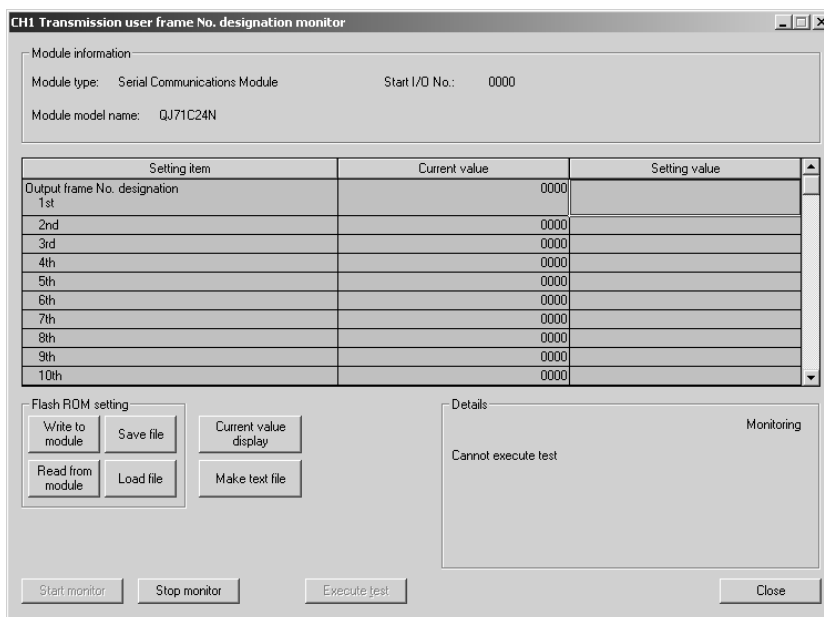 CH1 Transmission user frame No. designation monitor
Module information
Module type: Serial Communications Module Start I/O No.: 0000
Module model name: QJ71C24N
Setting item Current value Setting value
Output frame No. designation
1st 0000
2nd 0000
3rd 0000
4th 0000
5th 0000
6th 0000
7th 0000
8th 0000
9th 0000
10th 0000
Flash ROM setting
Write to module
Save file
Current value display
Read from module
Load file
Make text file
Details
Monitoring
Cannot execute test
Start monitor Stop monitor Execute test Close